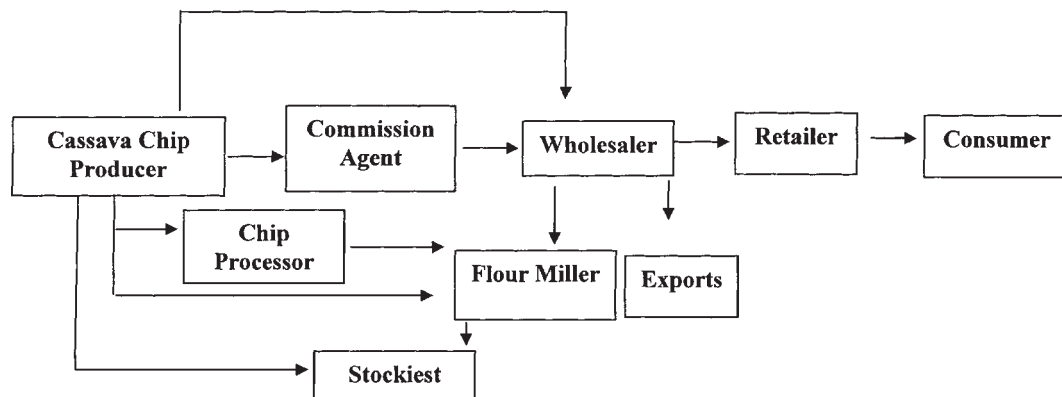 Cassava Chip
Producer
Commission
Agent
Wholesaler
Retailer
Consumer
Chip
Processor
Flour Miller
Exports
Stockiest